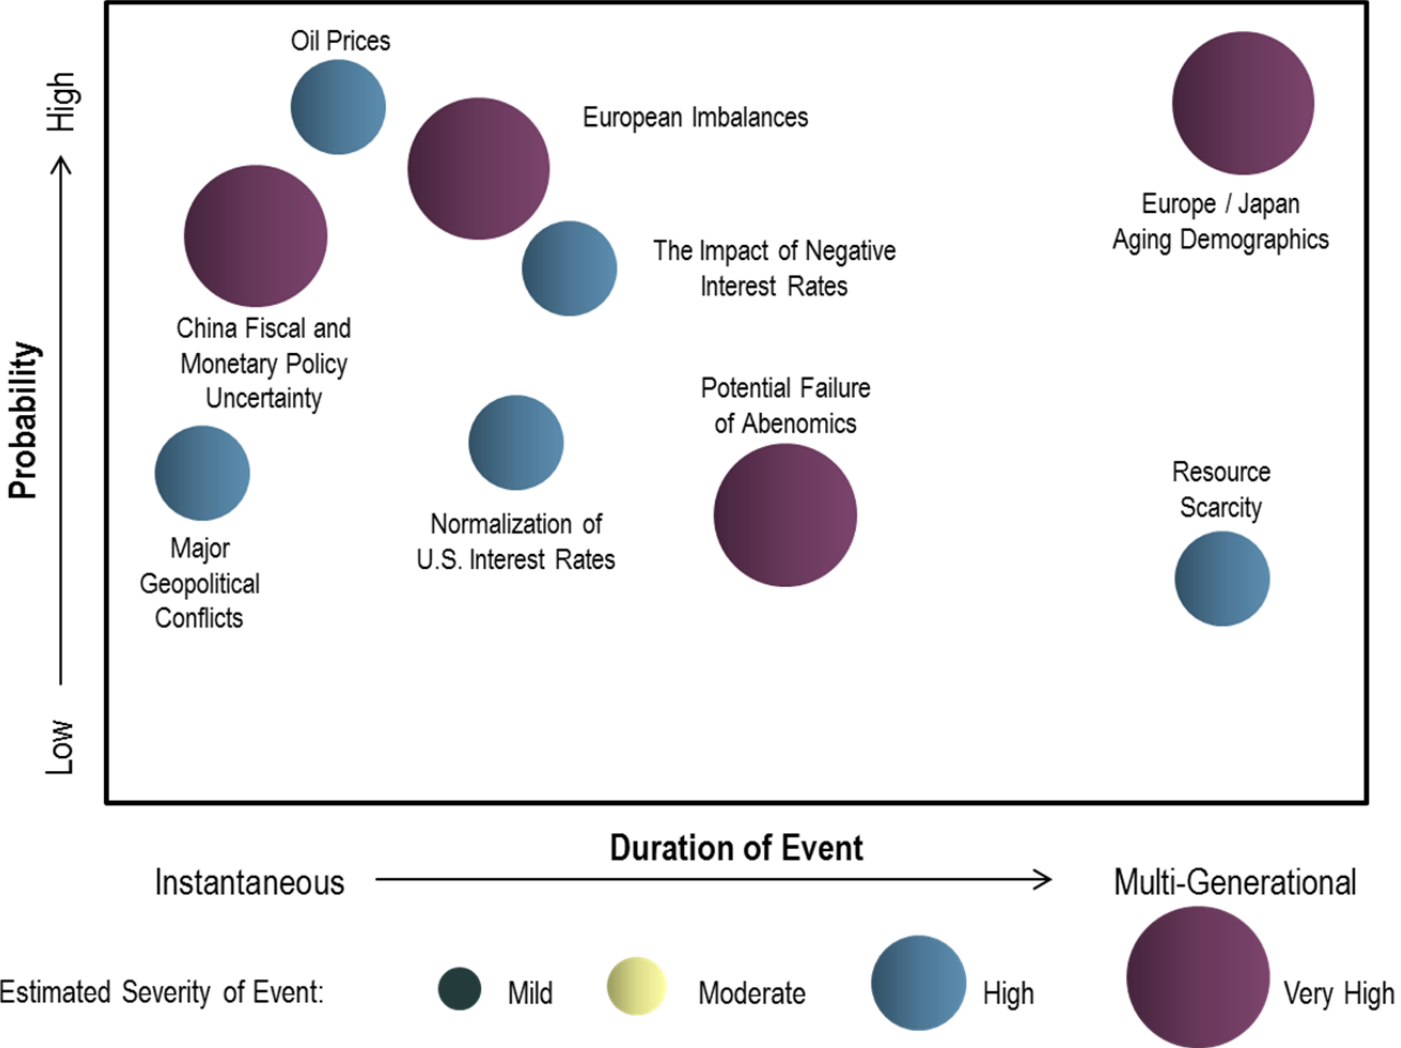 Oil Prices
High
European Imbalances
Europe / Japan
Aging Demographics
The Impact of Negative
Interest Rates
China Fiscal and
Monetary Policy
Uncertainty
Probability
Potential Failure
of Abenomics
Resource
Scarcity
Normalization of
U.S. Interest Rates
Major
Geopolitical
Conflicts
Low
Duration of Event
Instantaneous
Multi-Generational
Estimated Severity of Event:
Mild
Moderate
High
Very High